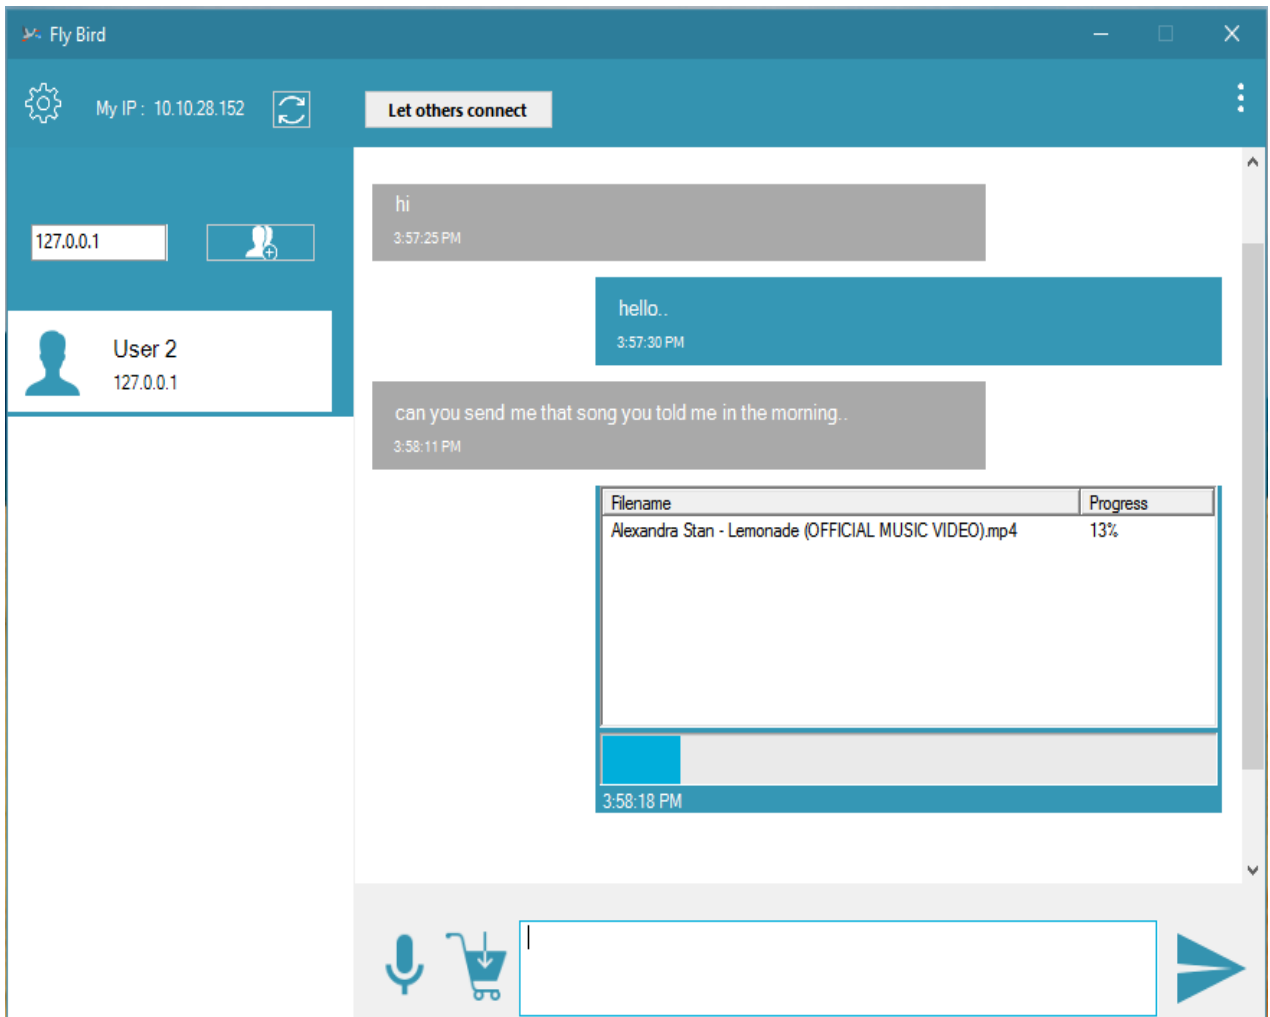 Fly Bird
My IP : 10.10.28.152
Let others connect
127.0.0.1
User 2
127.0.0.1
hi
3:57:25 PM
hello..
3:57:30 PM
can you send me that song you told me in the morning..
3:58:11 PM
Filename Progress
Alexandra Stan - Lemonade (OFFICIAL MUSIC VIDEO).mp4 13%
3:58:18 PM